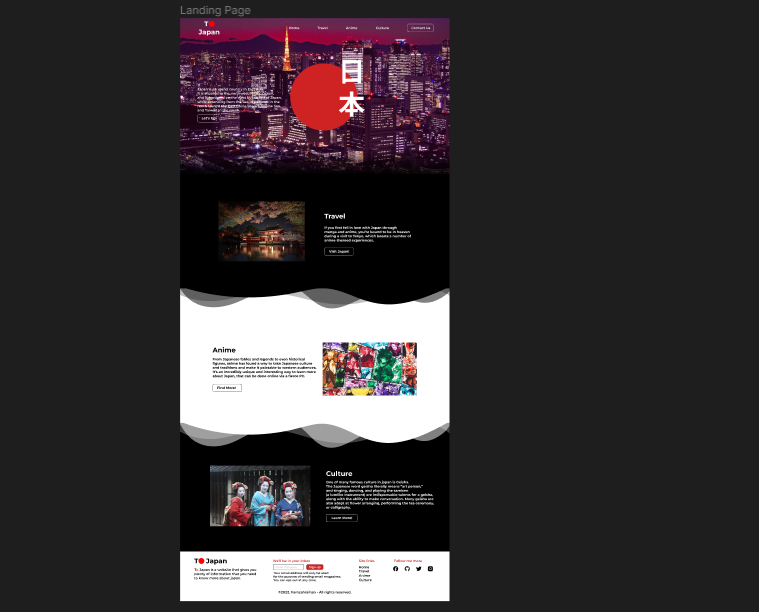 Landing Page
T
Japan
Home Travel Anime Culture Contact Us
日
本
Let's Go!
Travel
If you first fell in love with Japan through
manga and anime, you're bound to be in heaven
during a visit to Tokyo, which boasts a number of
anime-themed experiences.
Visit Japan!
Anime
From Japanese fables and legends to even historical
figures, anime has found a way to take Japanese culture
and traditions and make it palatable to western audiences.
It's an incredibly unique and interesting way to learn more
about Japan, that can be done online via a fierce PC.
Find More!
Culture
One of many famous culture in japan is Geisha.
The Japanese word geisha literally means "art person,"
and singing, dancing, and playing the samisen
(a lutelike instrument) are indispensable talents for a geisha,
along with the ability to make conversation. Many geisha are
also adept at flower arranging, performing the tea ceremony,
or calligraphy.
Learn More!
T Japan
To Japan is a website that gives you
plenty of information that you need
to know more about japan.
We'll be in your inbox
Sign up
Your email address will only be used
for the purpose of sending email magazines.
You can opt out at any time.
Site links
Home
Travel
Anime
Culture
Follow me more
All rights reserved.